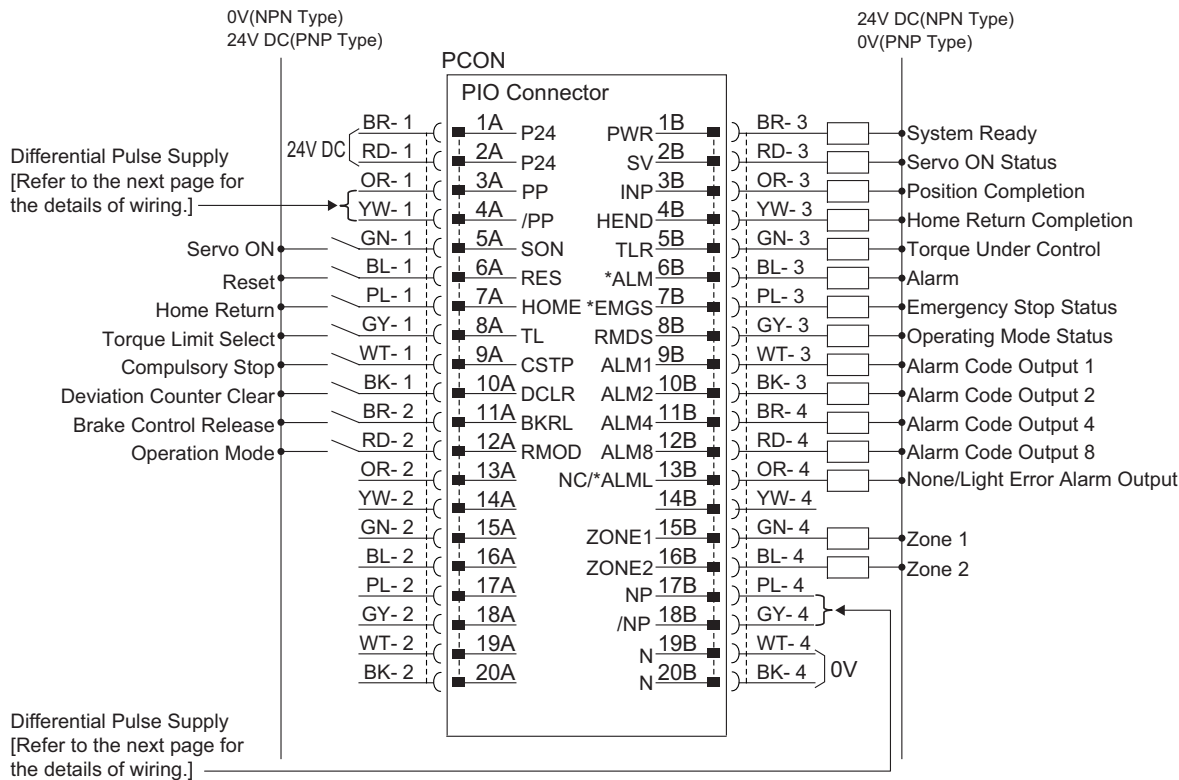 0V(NPN Type)
24V DC(PNP Type)
24V DC(NPN Type)
0V(PNP Type)
PCON
PIO Connector
Differential Pulse Supply
[Refer to the next page for
the details of wiring.]
24V DC
BR- 1 1A P24 PWR 1B BR- 3 System Ready
RD- 1 2A P24 SV 2B RD- 3 Servo ON Status
OR- 1 3A PP INP 3B OR- 3 Position Completion
YW- 1 4A /PP HEND 4B YW- 3 Home Return Completion
Servo ON GN- 1 5A SON TLR 5B GN- 3 Torque Under Control
Reset BL- 1 6A RES *ALM 6B BL- 3 Alarm
Home Return PL- 1 7A HOME *EMGS 7B PL- 3 Emergency Stop Status
Torque Limit Select GY- 1 8A TL RMDS 8B GY- 3 Operating Mode Status
Compulsory Stop WT- 1 9A CSTP ALM1 9B WT- 3 Alarm Code Output 1
Deviation Counter Clear BK- 1 10A DCLR ALM2 10B BK- 3 Alarm Code Output 2
Brake Control Release BR- 2 11A BKRL ALM4 11B BR- 4 Alarm Code Output 4
Operation Mode RD- 2 12A RMOD ALM8 12B RD- 4 Alarm Code Output 8
OR- 2 13A NC/*ALML 13B OR- 4 None/Light Error Alarm Output
YW- 2 14A 14B YW- 4
GN- 2 15A ZONE1 15B GN- 4 Zone 1
BL- 2 16A ZONE2 16B BL- 4 Zone 2
PL- 2 17A NP 17B PL- 4
GY- 2 18A /NP 18B GY- 4
WT- 2 19A N 19B WT- 4
BK- 2 20A N 20B BK- 4
0V
Differential Pulse Supply
[Refer to the next page for
the details of wiring.]